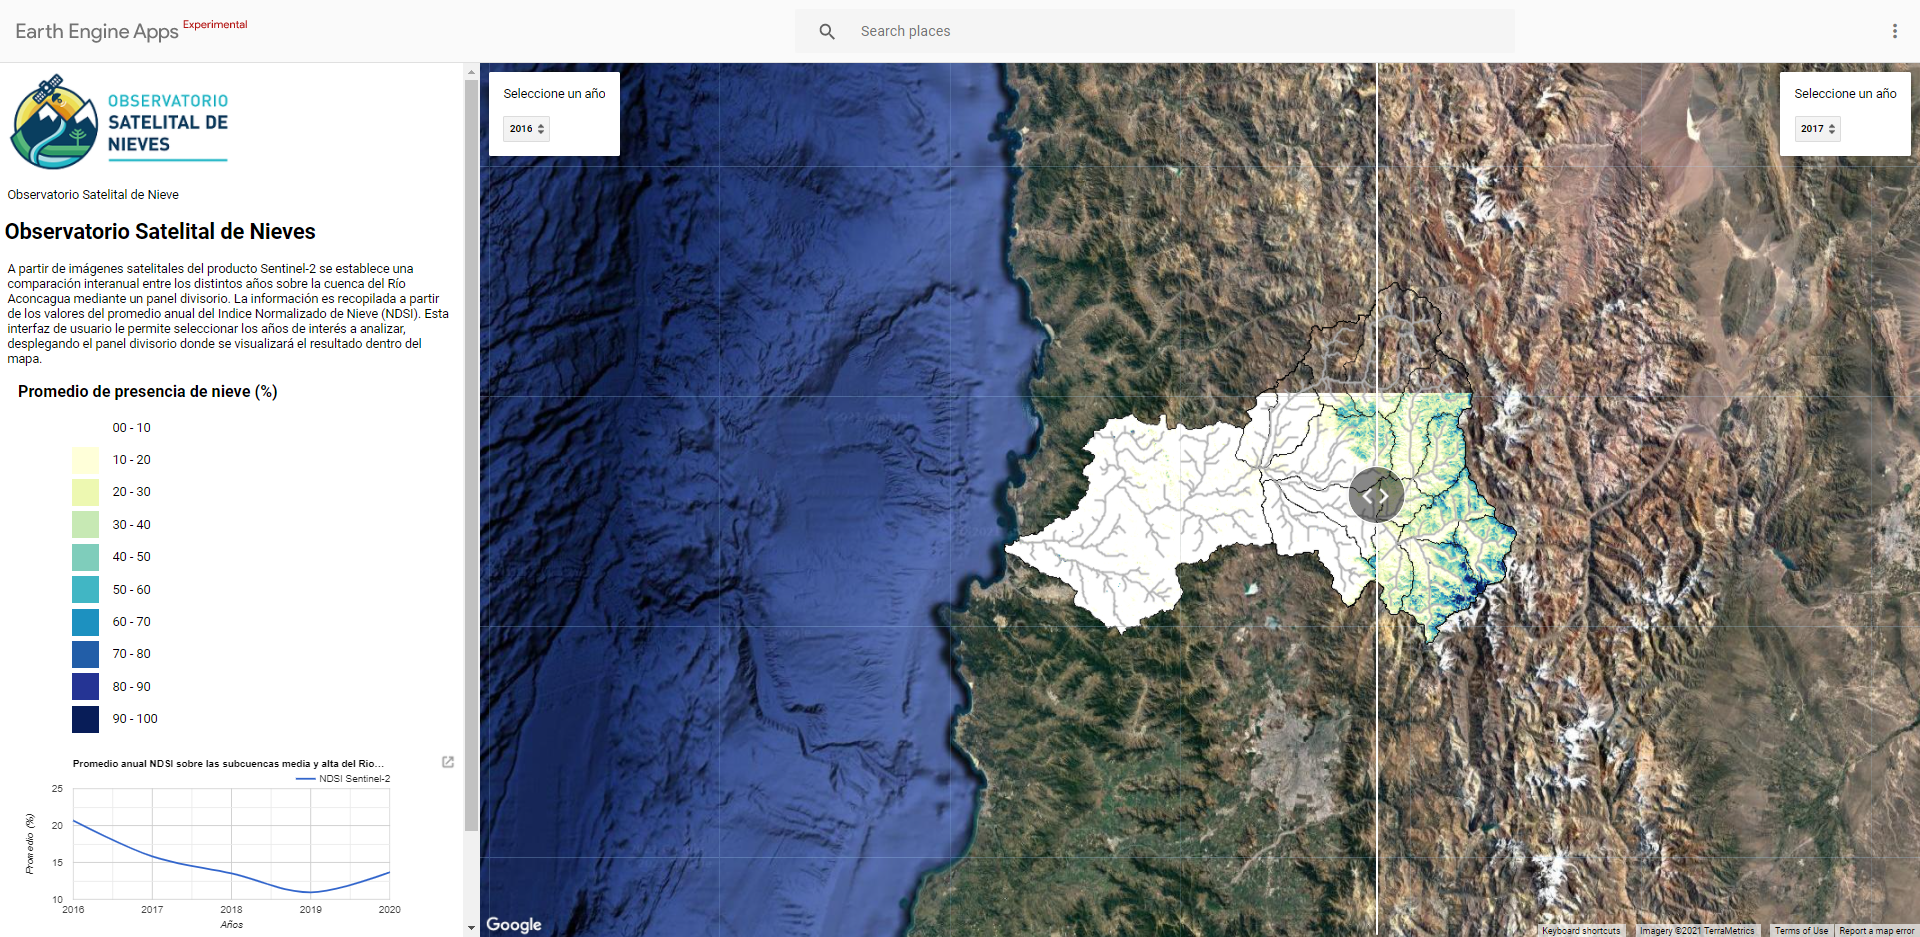 Earth Engine Apps Experimental
Search places
OBSERVATORIO
SATELITAL DE
NIEVES
Observatorio Satelital de Nieve
Observatorio Satelital de Nieves
A partir de imágenes satelitales del producto Sentinel-2 se establece una
comparación interanual entre los distintos años sobre la cuenca del Río
Aconcagua mediante un panel divisorio. La información es recopilada a partir
de los valores del promedio anual del Indice Normalizado de Nieve (NDSI). Esta
interfaz de usuario le permite seleccionar los años de interés a analizar,
desplegando el panel divisorio donde se visualizará el resultado dentro del
mapa.
Promedio de presencia de nieve (%)
00 - 10
10 - 20
20 - 30
30 - 40
40 - 50
50 - 60
60 - 70
70 - 80
80 - 90
90 - 100
Promedio anual NDSI sobre las subcuencas media y alta del Rio...
NDSI Sentinel-2
25
20
15
10
Promedio (%)
2016 2017 2018 2019 2020
Años
Seleccione un año
2016
Seleccione un año
2017
Google
Keyboard shortcuts Imagery ©2021 TerraMetrics Terms of Use Report a map error